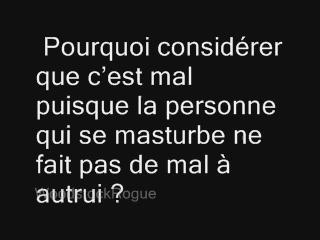 Pourquoi considérer
que c’est mal
puisque la personne
qui se masturbe ne
fait pas de mal à
autrui ?